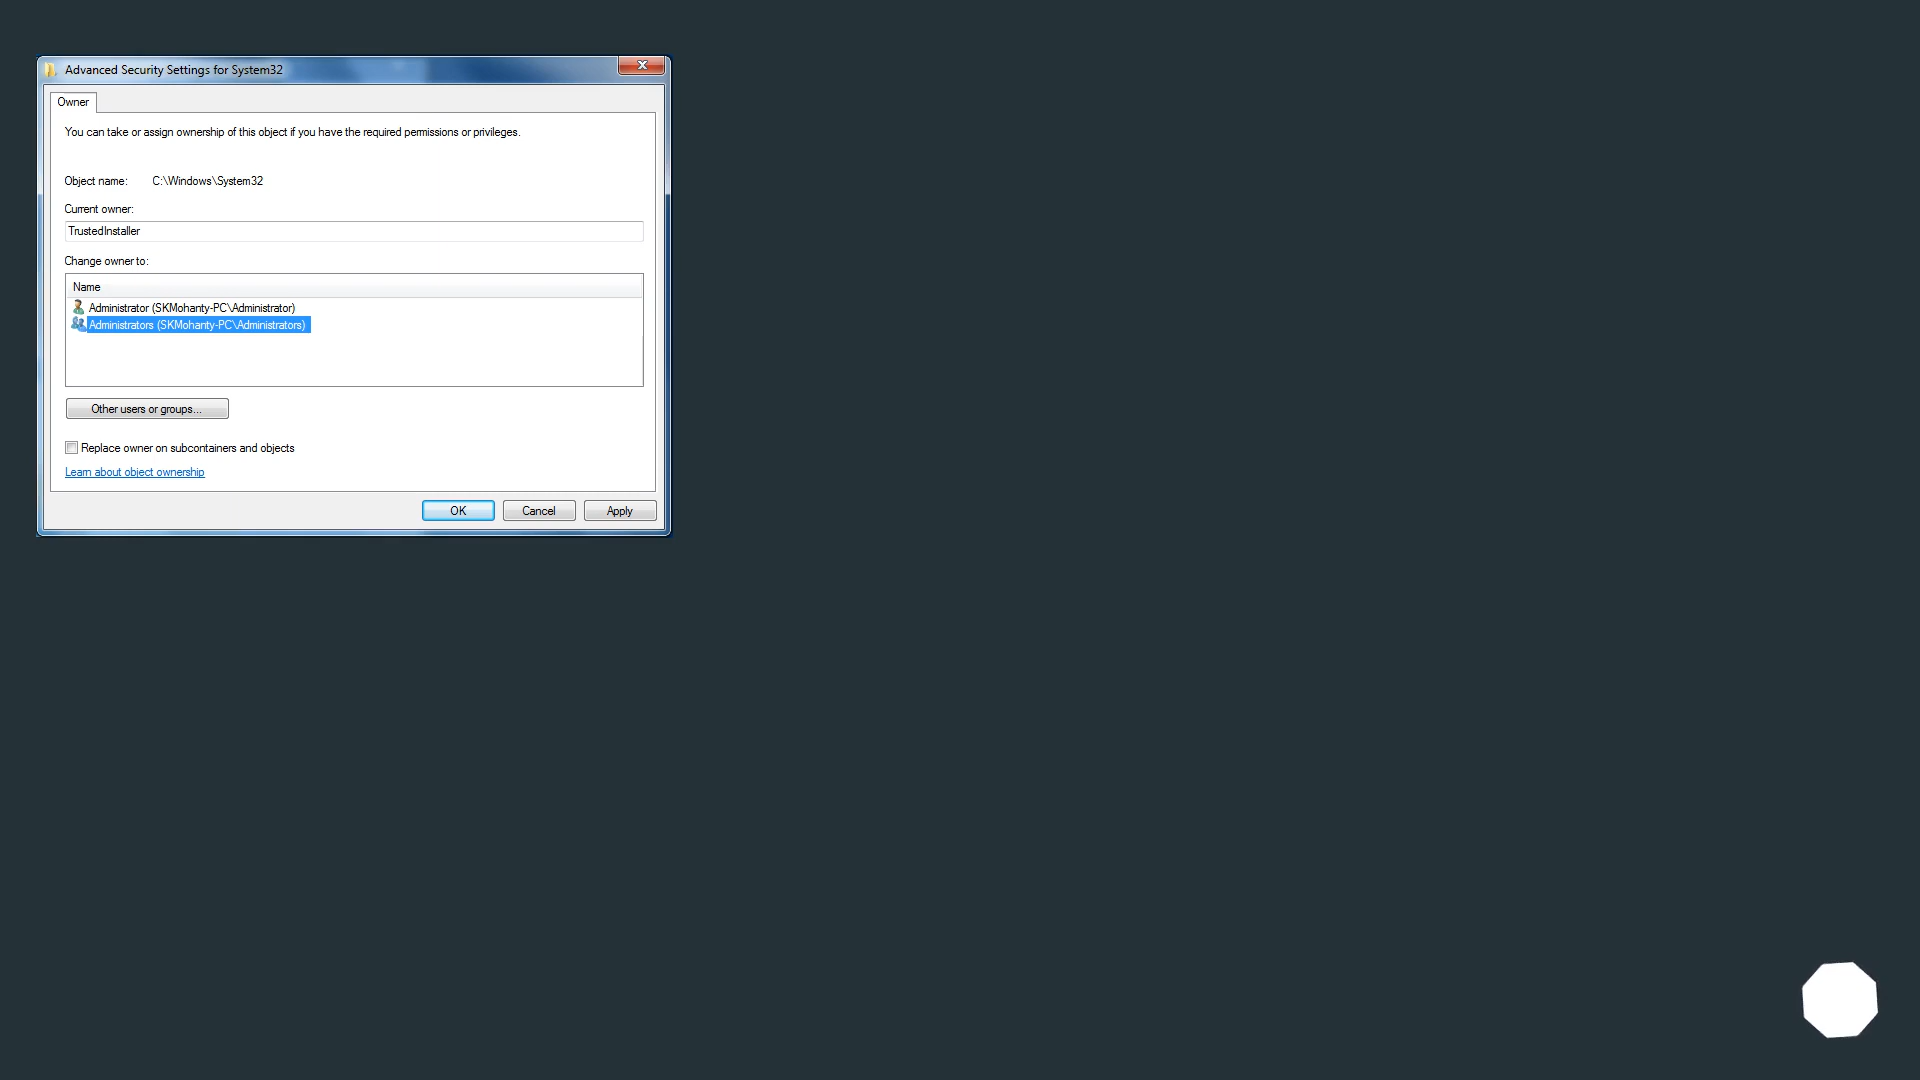 Advanced Security Settings for System32
Owner
You can take or assign ownership of this object if you have the required permissions or privileges.
Object name: C:\Windows\System32
Current owner:
TrustedInstaller
Change owner to:
Name
Administrator (SKMohanty-PC\Administrator)
Administrators (SKMohanty-PC\Administrators)
Other users or groups...
Replace owner on subcontainers and objects
Learn about object ownership
OK Cancel Apply